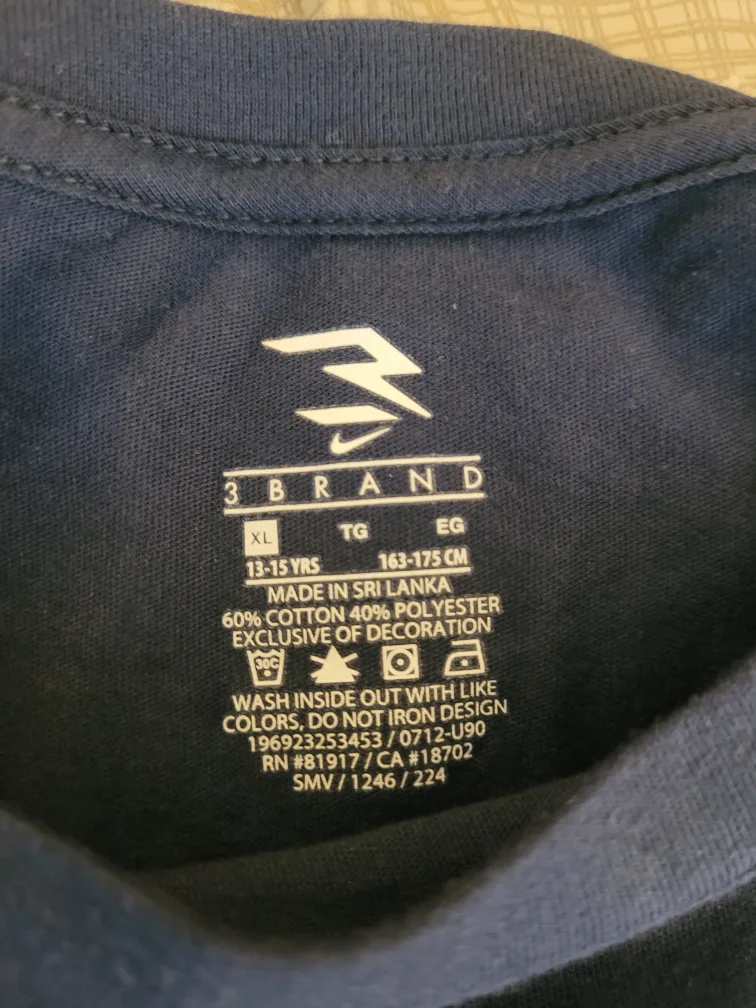 3 BRAND
XL TG EG
13-15 YRS 163-175 CM
MADE IN SRI LANKA
60% COTTON 40% POLYESTER
EXCLUSIVE OF DECORATION
30C
WASH INSIDE OUT WITH LIKE
COLORS, DO NOT IRON DESIGN
196923253453 / 0712-U90
RN #81917 / CA #18702
SMV / 1246 / 224